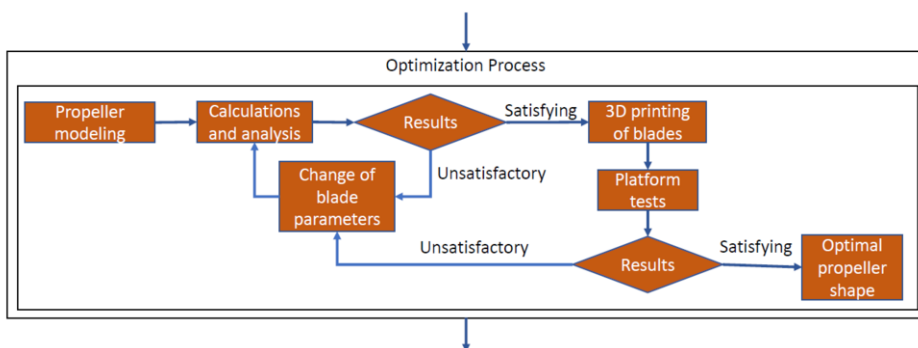 Optimization Process
Propeller
modeling
Calculations
and analysis
Results
Satisfying
3D printing
of blades
Unsatisfactory
Change of
blade
parameters
Platform
tests
Unsatisfactory
Results
Satisfying
Optimal
propeller
shape